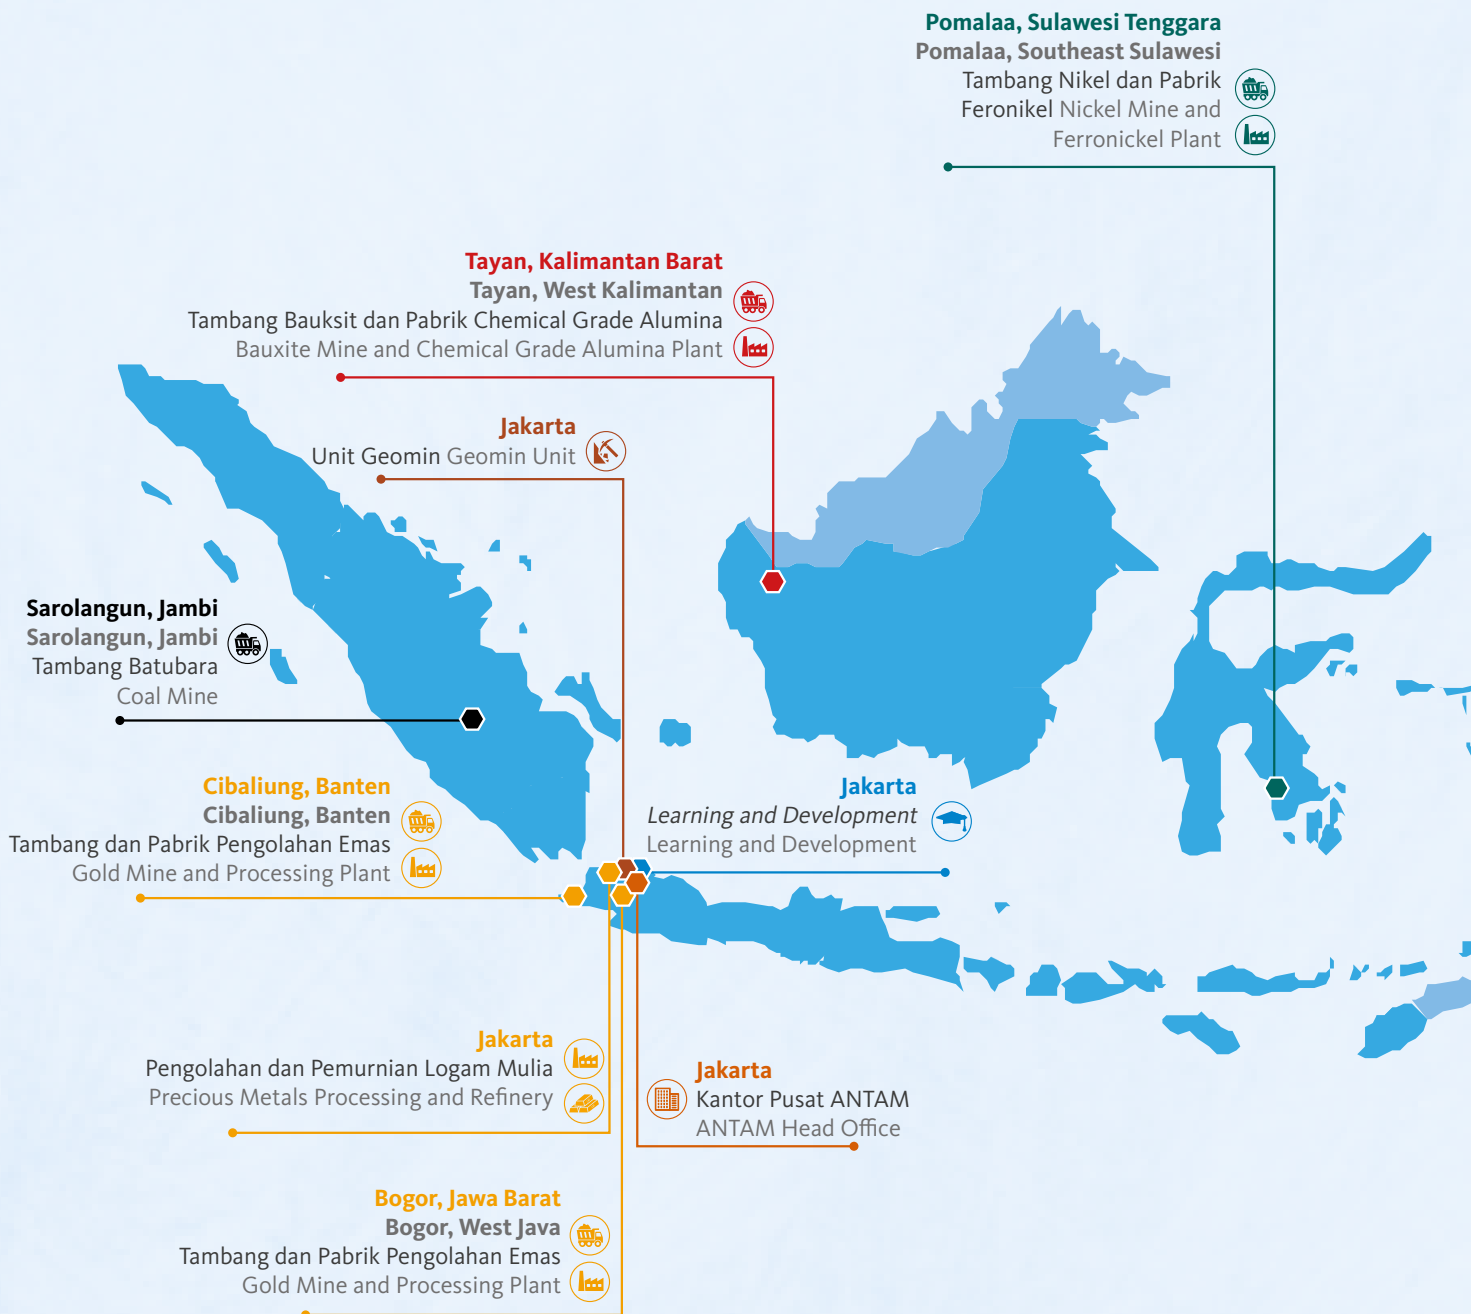 Pomalaa, Sulawesi Tenggara
Pomalaa, Southeast Sulawesi
Tambang Nikel dan Pabrik
Feronikel Nickel Mine and
Ferronickel Plant
Tayan, Kalimantan Barat
Tayan, West Kalimantan
Tambang Bauksit dan Pabrik Chemical Grade Alumina
Bauxite Mine and Chemical Grade Alumina Plant
Jakarta
Unit Geomin Geomin Unit
Sarolangun, Jambi
Sarolangun, Jambi
Tambang Batubara
Coal Mine
Cibaliung, Banten
Cibaliung, Banten
Tambang dan Pabrik Pengolahan Emas
Gold Mine and Processing Plant
Jakarta
Learning and Development
Learning and Development
Jakarta
Pengolahan dan Pemurnian Logam Mulia
Precious Metals Processing and Refinery
Jakarta
Kantor Pusat ANTAM
ANTAM Head Office
Bogor, Jawa Barat
Bogor, West Java
Tambang dan Pabrik Pengolahan Emas
Gold Mine and Processing Plant